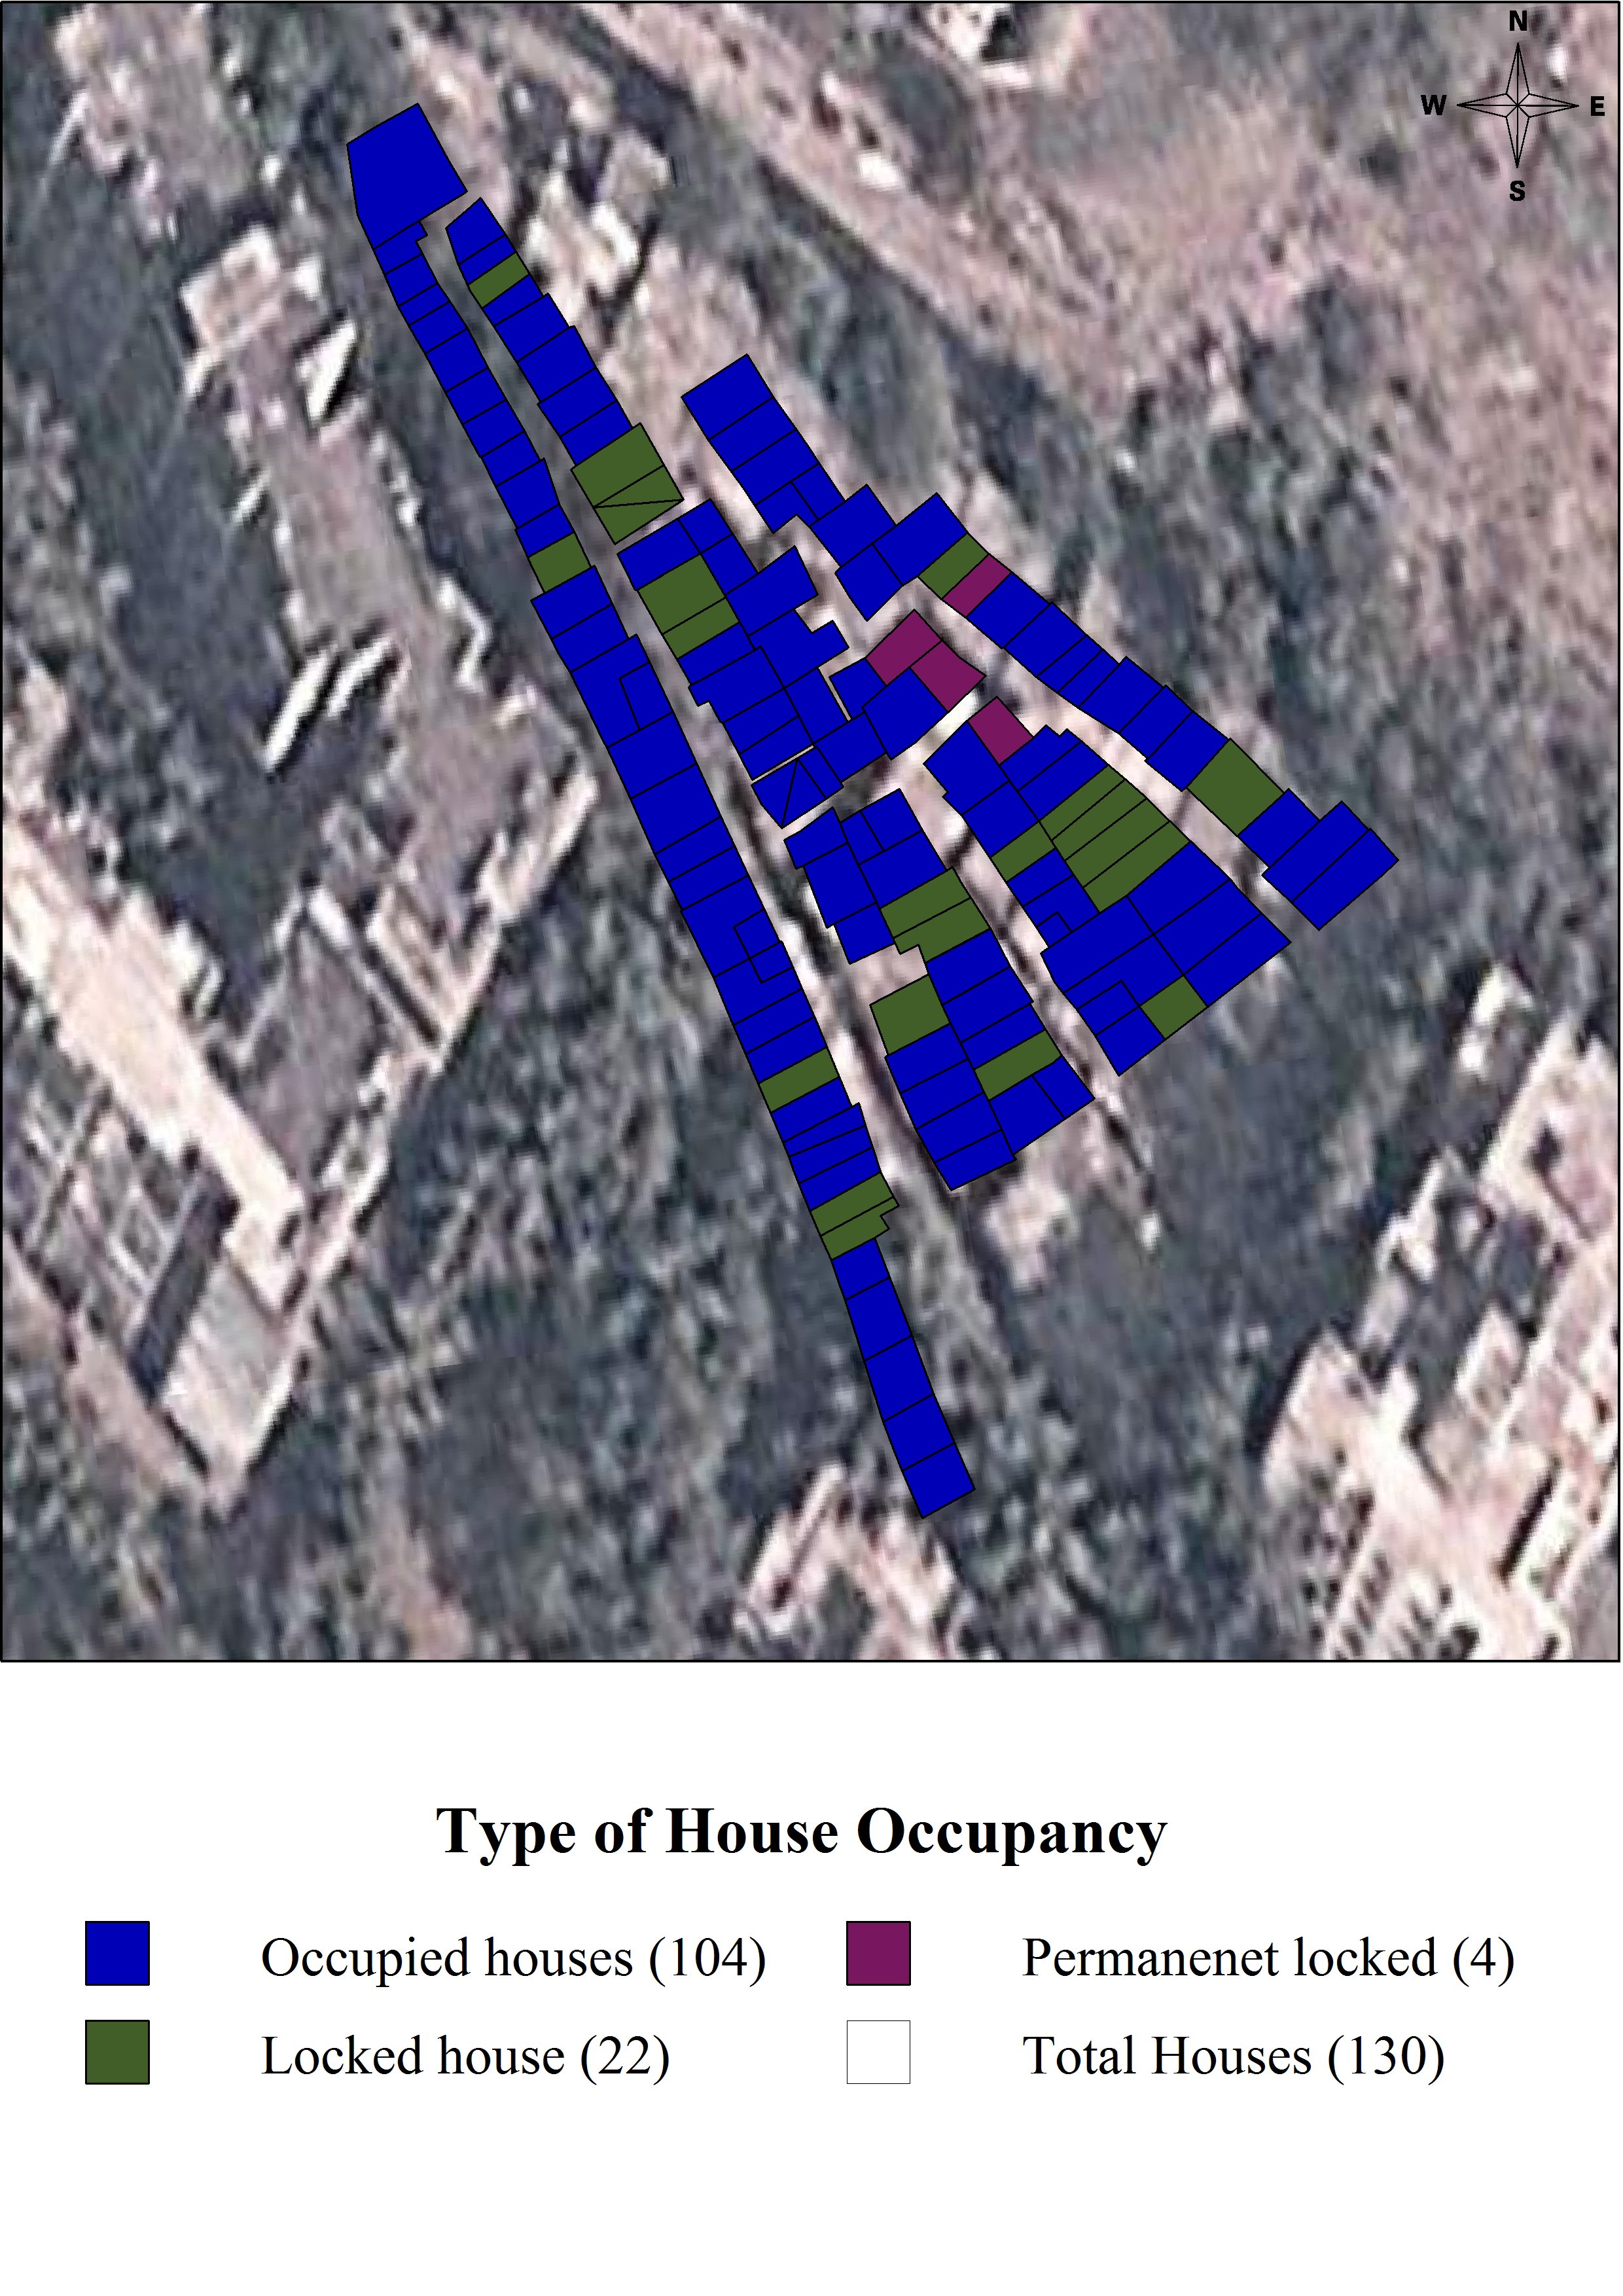 N
W E
S
Type of House Occupancy
Occupied houses (104) Permanenet locked (4)
Locked house (22) Total Houses (130)